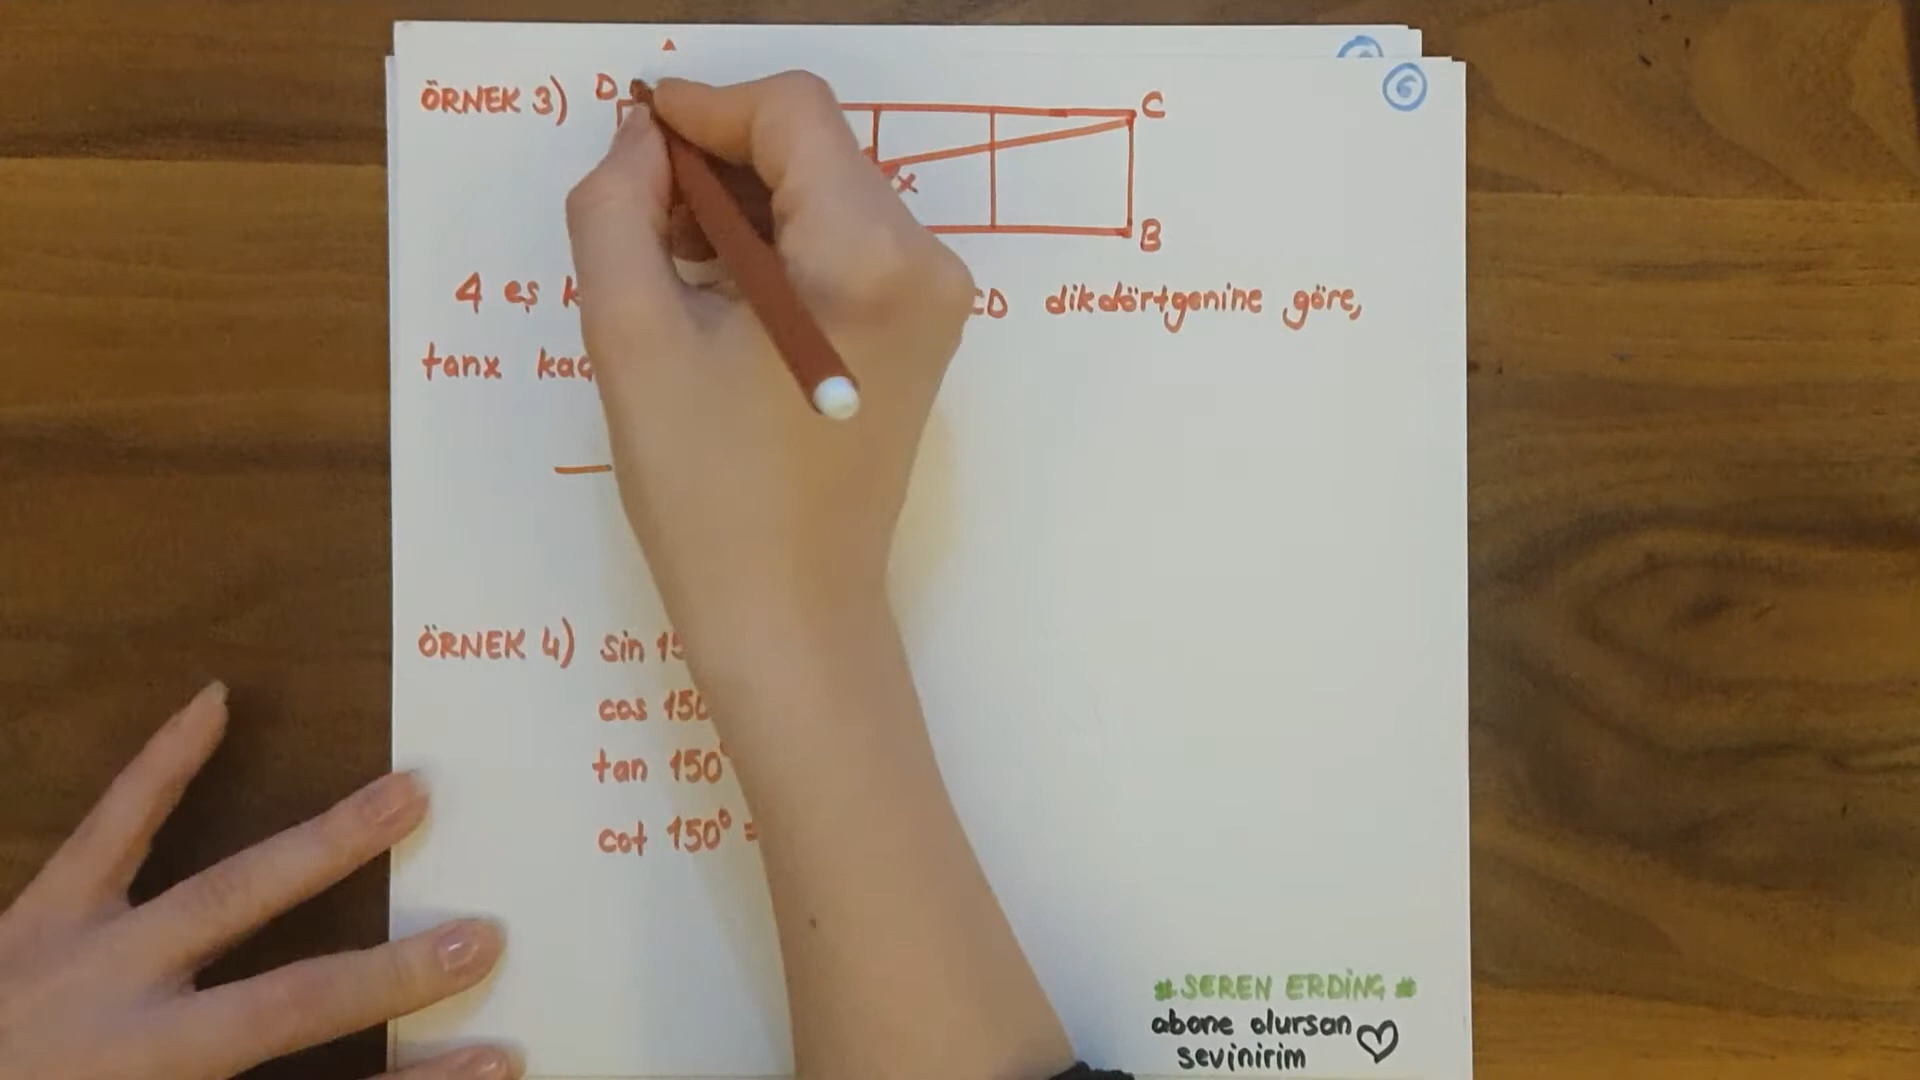 6
ÖRNEK 3) D C
x
B
4 eş CD dikdörtgenine göre,
tanx kaç
ÖRNEK 4) sin 15
cos 150
tan 150°
cot 150° =
# SEREN ERDİNG #
abone olursan
sevinirim